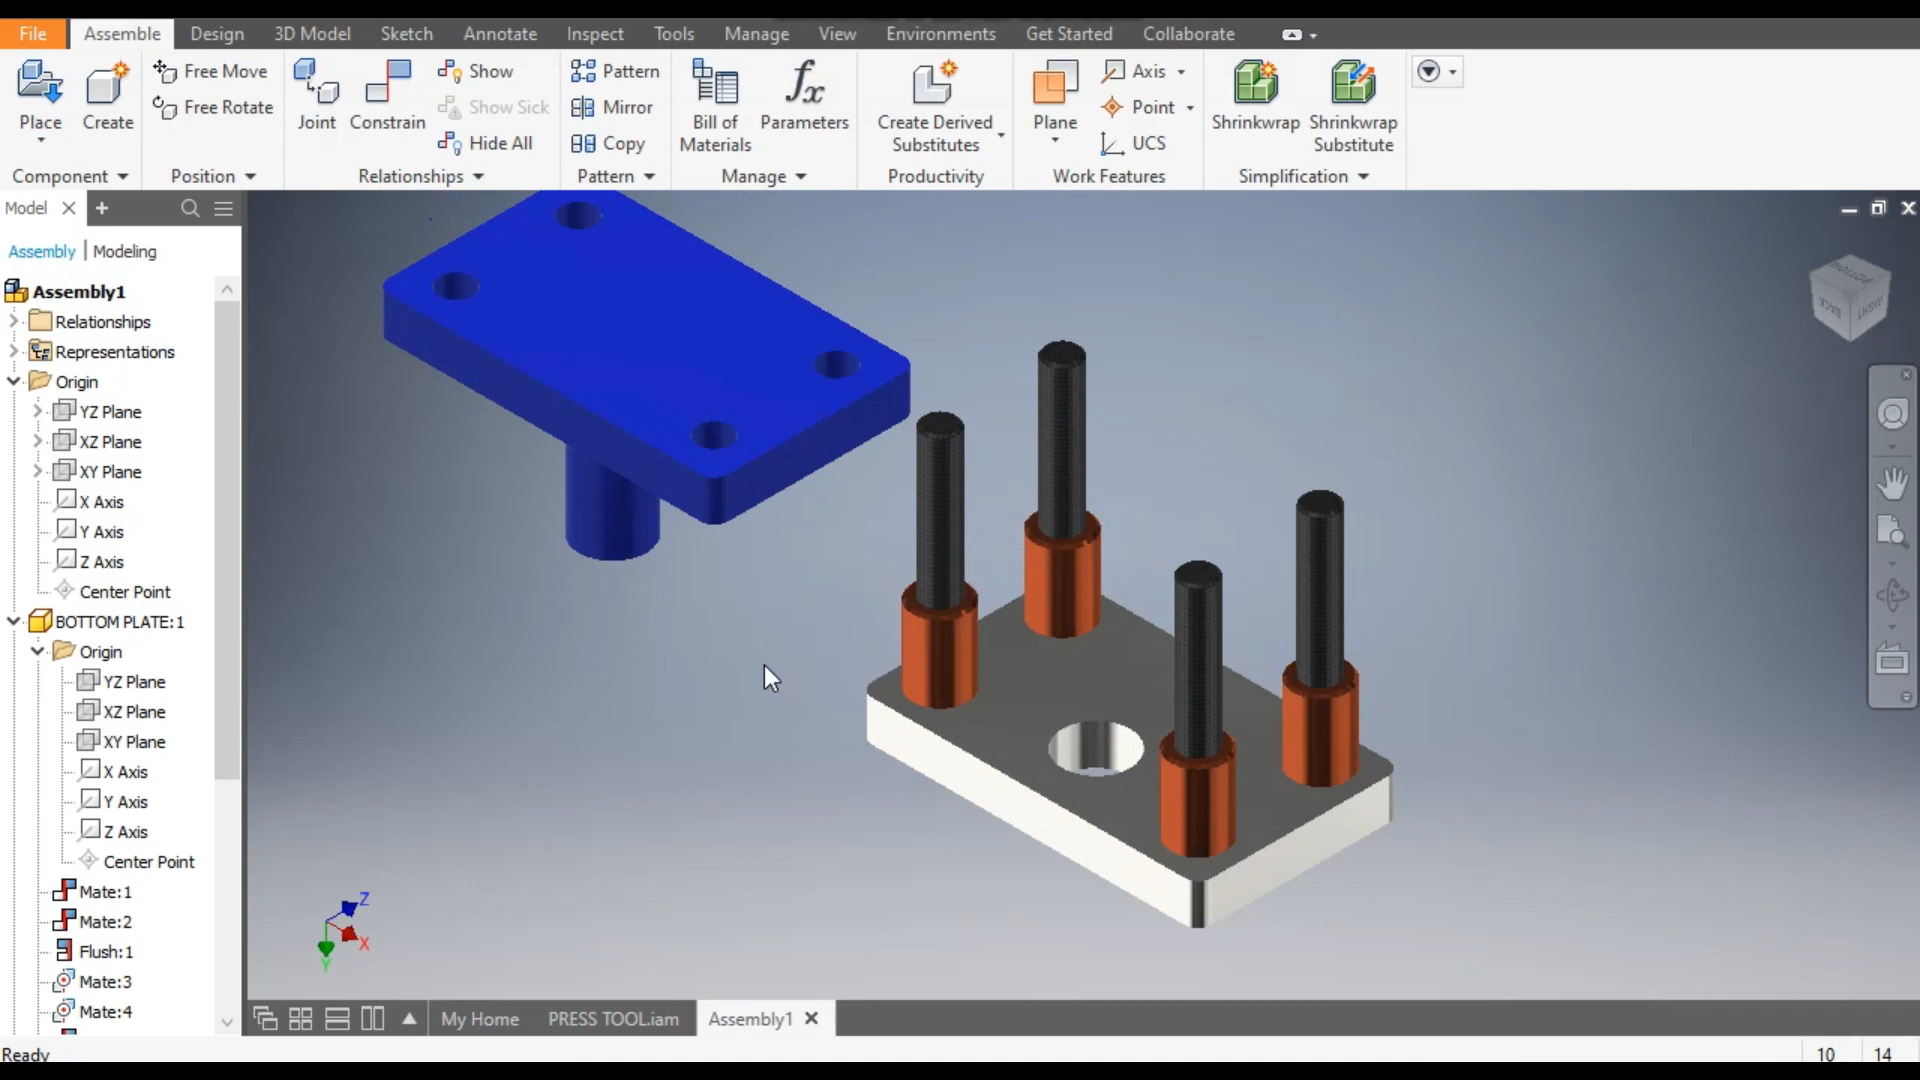 File Assemble Design 3D Model Sketch Annotate Inspect Tools Manage View Environments Get Started Collaborate
Place
Create
Free Move
Free Rotate
Joint
Constrain
Show
Show Sick
Hide All
Pattern
Mirror
Copy
Bill of
Materials
fx
Parameters
Create Derived
Substitutes
Plane
Axis
Point
UCS
Shrinkwrap
Shrinkwrap
Substitute
Component Position Relationships Pattern Manage Productivity Work Features Simplification
Model
Assembly | Modeling
Assembly1
Relationships
Representations
Origin
YZ Plane
XZ Plane
XY Plane
X Axis
Y Axis
Z Axis
Center Point
BOTTOM PLATE:1
Origin
YZ Plane
XZ Plane
XY Plane
X Axis
Y Axis
Z Axis
Center Point
Mate:1
Mate:2
Flush:1
Mate:3
Mate:4
Z
X
Y
BOTTOM
BACK
RIGHT
My Home PRESS TOOL.iam Assembly1
Ready
10 14